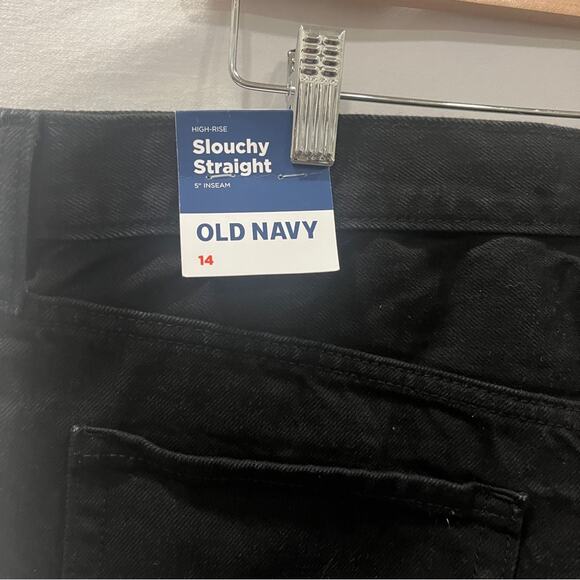 HIGH-RISE
Slouchy
Straight
5" INSEAM
OLD NAVY
14